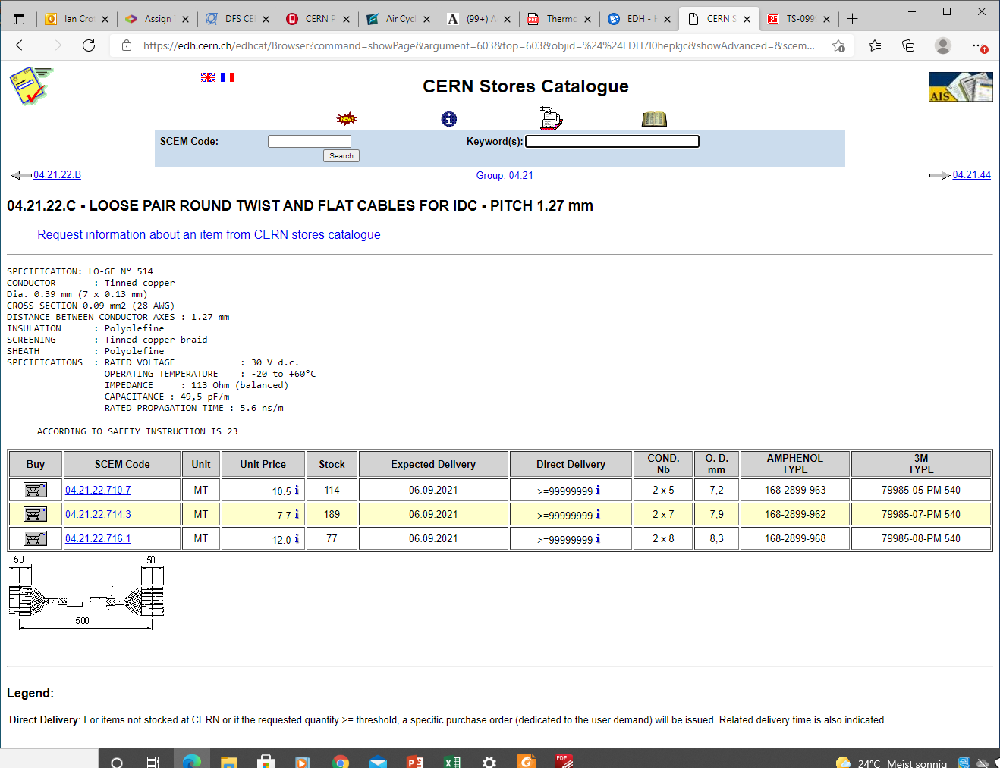 Ian Cro
Assign
DFS CE
CERN P
Air Cyc
(99+) A
Thermo
EDH -
CERN S
TS-099
https://edh.cern.ch/edhcat/Browser?command=showPage&argument=603&top=603&objid=%24%24EDH7I0hepkjc&showAdvanced=&scem...
CERN Stores Catalogue
AIS
NEW!
SCEM Code:
Keyword(s):
Search
04.21.22.B
Group: 04.21
04.21.44
04.21.22.C - LOOSE PAIR ROUND TWIST AND FLAT CABLES FOR IDC - PITCH 1.27 mm
Request information about an item from CERN stores catalogue
SPECIFICATION: LO-GE N° 514
CONDUCTOR : Tinned copper
Dia. 0.39 mm (7 x 0.13 mm)
CROSS-SECTION 0.09 mm2 (28 AWG)
DISTANCE BETWEEN CONDUCTOR AXES : 1.27 mm
INSULATION : Polyolefine
SCREENING : Tinned copper braid
SHEATH : Polyolefine
SPECIFICATIONS : RATED VOLTAGE : 30 V d.c.
OPERATING TEMPERATURE : -20 to +60°C
IMPEDANCE : 113 Ohm (balanced)
CAPACITANCE : 49,5 pF/m
RATED PROPAGATION TIME : 5.6 ns/m
ACCORDING TO SAFETY INSTRUCTION IS 23
Buy SCEM Code Unit Unit Price Stock Expected Delivery Direct Delivery COND. Nb O. D. mm AMPHENOL TYPE 3M TYPE
04.21.22.710.7 MT 10.5 i 114 06.09.2021 >=99999999 i 2 x 5 7,2 168-2899-963 79985-05-PM 540
04.21.22.714.3 MT 7.7 i 189 06.09.2021 >=99999999 i 2 x 7 7,9 168-2899-962 79985-07-PM 540
04.21.22.716.1 MT 12.0 i 77 06.09.2021 >=99999999 i 2 x 8 8,3 168-2899-968 79985-08-PM 540
50
50
500
Legend:
Direct Delivery: For items not stocked at CERN or if the requested quantity >= threshold, a specific purchase order (dedicated to the user demand) will be issued. Related delivery time is also indicated.
24°C Meist sonnig